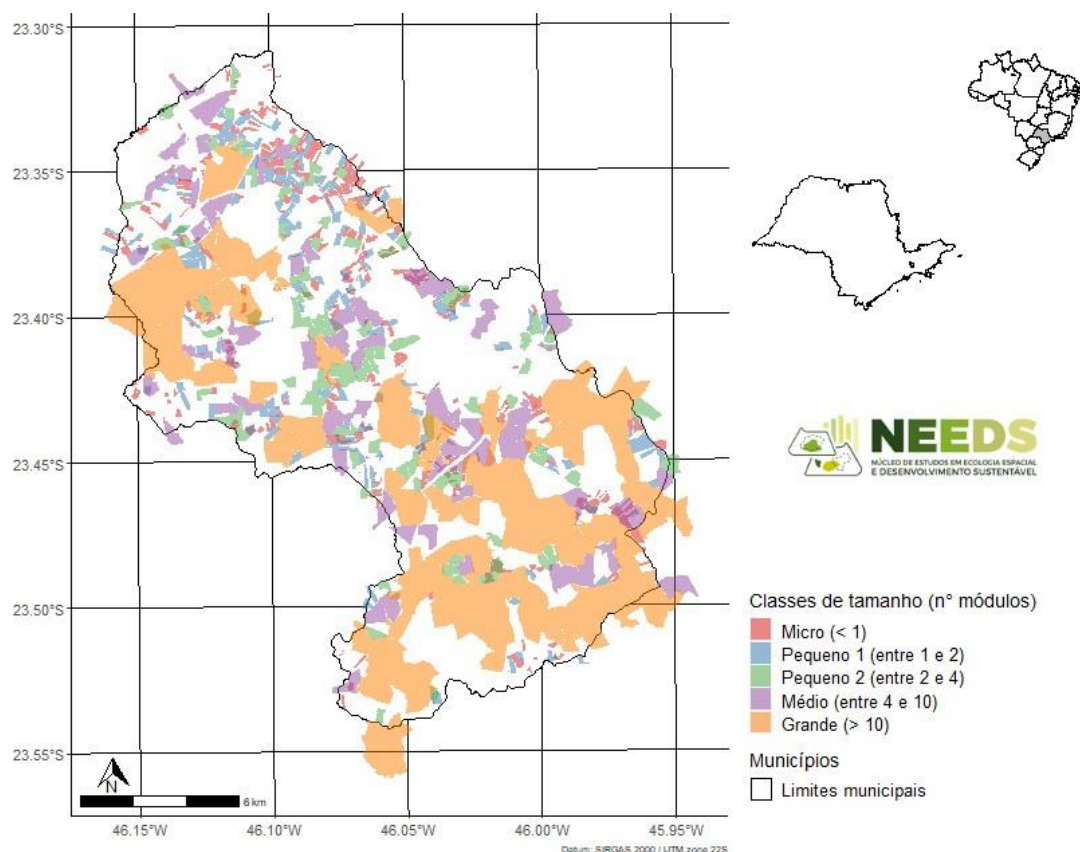 23.30°S
23.35°S
23.40°S
23.45°S
23.50°S
23.55°S
N
6 km
46.15°W
46.10°W
46.05°W
46.00°W
45.95°W
Datum: SIRGAS 2000 / UTM zone 22S
NEEDS
NÚCLEO DE ESTUDOS EM ECOLOGIA ESPACIAL
E DESENVOLVIMENTO SUSTENTÁVEL
Classes de tamanho (n° módulos)
Micro (< 1)
Pequeno 1 (entre 1 e 2)
Pequeno 2 (entre 2 e 4)
Médio (entre 4 e 10)
Grande (> 10)
Municípios
Limites municipais